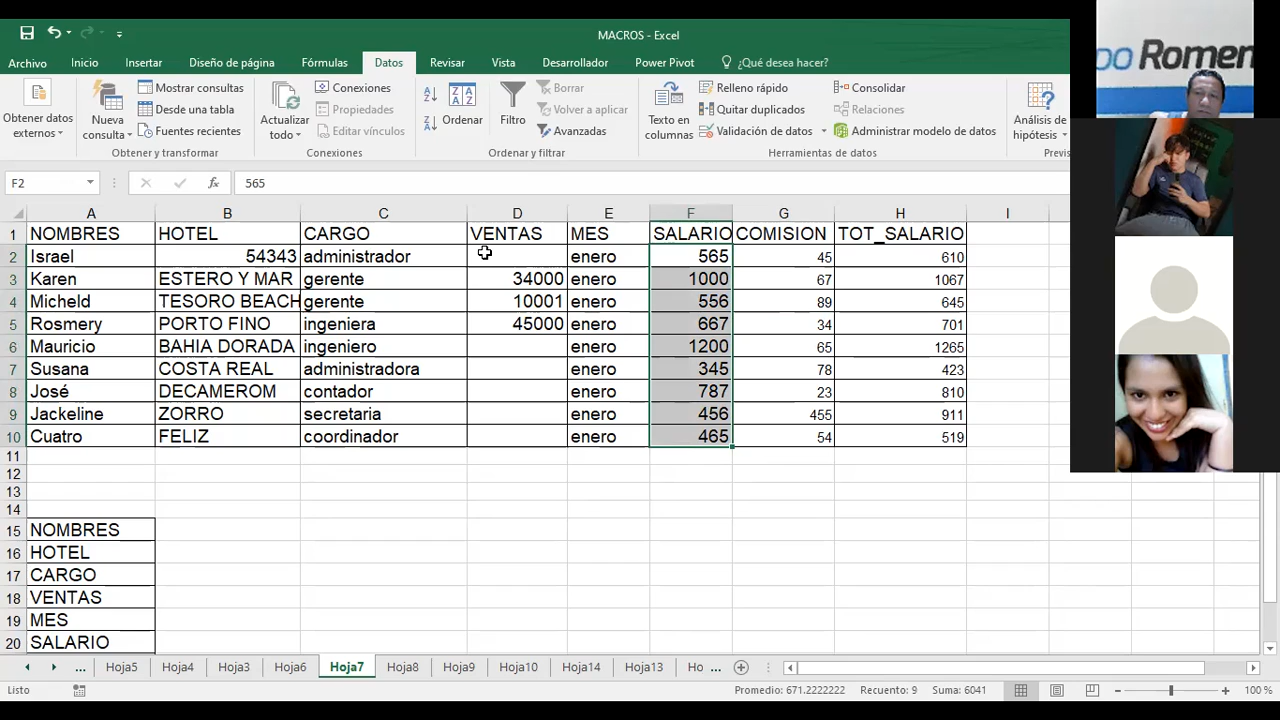 MACROS - Excel
Archivo Inicio Insertar Diseño de página Fórmulas Datos Revisar Vista Desarrollador Power Pivot ¿Qué desea hacer?
Obtener datos externos
Nueva consulta
Mostrar consultas
Desde una tabla
Fuentes recientes
Obtener y transformar
Actualizar todo
Conexiones
Propiedades
Editar vínculos
Conexiones
Ordenar
Filtro
Borrar
Volver a aplicar
Avanzadas
Ordenar y filtrar
Texto en columnas
Relleno rápido
Quitar duplicados
Validación de datos
Consolidar
Relaciones
Administrar modelo de datos
Herramientas de datos
Análisis de hipótesis
Previs
oo Romen
F2 fx 565
A B C D E F G H I
1 NOMBRES HOTEL CARGO VENTAS MES SALARIO COMISION TOT_SALARIO
2 Israel 54343 administrador enero 565 45 610
3 Karen ESTERO Y MAR gerente 34000 enero 1000 67 1067
4 Micheld TESORO BEACH gerente 10001 enero 556 89 645
5 Rosmery PORTO FINO ingeniera 45000 enero 667 34 701
6 Mauricio BAHIA DORADA ingeniero enero 1200 65 1265
7 Susana COSTA REAL administradora enero 345 78 423
8 José DECAMEROM contador enero 787 23 810
9 Jackeline ZORRO secretaria enero 456 455 911
10 Cuatro FELIZ coordinador enero 465 54 519
11
12
13
14
15 NOMBRES
16 HOTEL
17 CARGO
18 VENTAS
19 MES
20 SALARIO
... Hoja5 Hoja4 Hoja3 Hoja6 Hoja7 Hoja8 Hoja9 Hoja10 Hoja14 Hoja13 Ho ...
Listo Promedio: 671.2222222 Recuento: 9 Suma: 6041 100 %